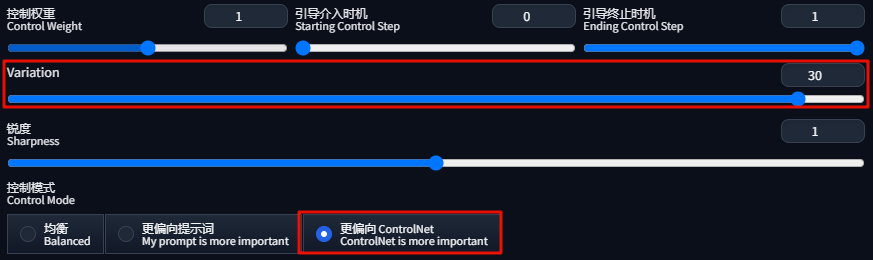 控制权重
Control Weight
1
引导介入时机
Starting Control Step
0
引导终止时机
Ending Control Step
1
Variation
30
锐度
Sharpness
1
控制模式
Control Mode
均衡
Balanced
更偏向提示词
My prompt is more important
更偏向 ControlNet
ControlNet is more important